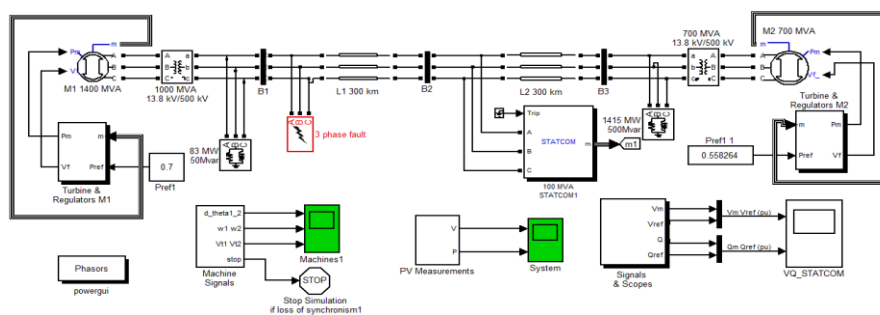 Pm
m
V
A
B
C
M1 1400 MVA
1000 MVA
13.8 kV/500 kV
B1
L1 300 km
B2
L2 300 km
B3
700 MVA
13.8 kV/500 kV
M2 700 MVA
m
Pm
Vf_
A
B
C
83 MW
50Mvar
A B C
3 phase fault
Trip
A
B
C
STATCOM
m
m1
100 MVA
STATCOM1
1415 MW
500Mvar
Turbine &
Regulators M2
m
Pm
Pref
Vf
Pref1 1
0.558264
Pm
m
Vf
Pref
Turbine &
Regulators M1
0.7
Pref1
d_theta1_2
w1 w2
Vt1 Vt2
stop
Machine
Signals
Machines1
STOP
Stop Simulation
if loss of synchronism1
V
P
PV Measurements
System
Vm
Vref
Q
Qref
Signals
& Scopes
Vm Vref (pu)
Qm Qref (pu)
VQ_STATCOM
Phasors
powergui